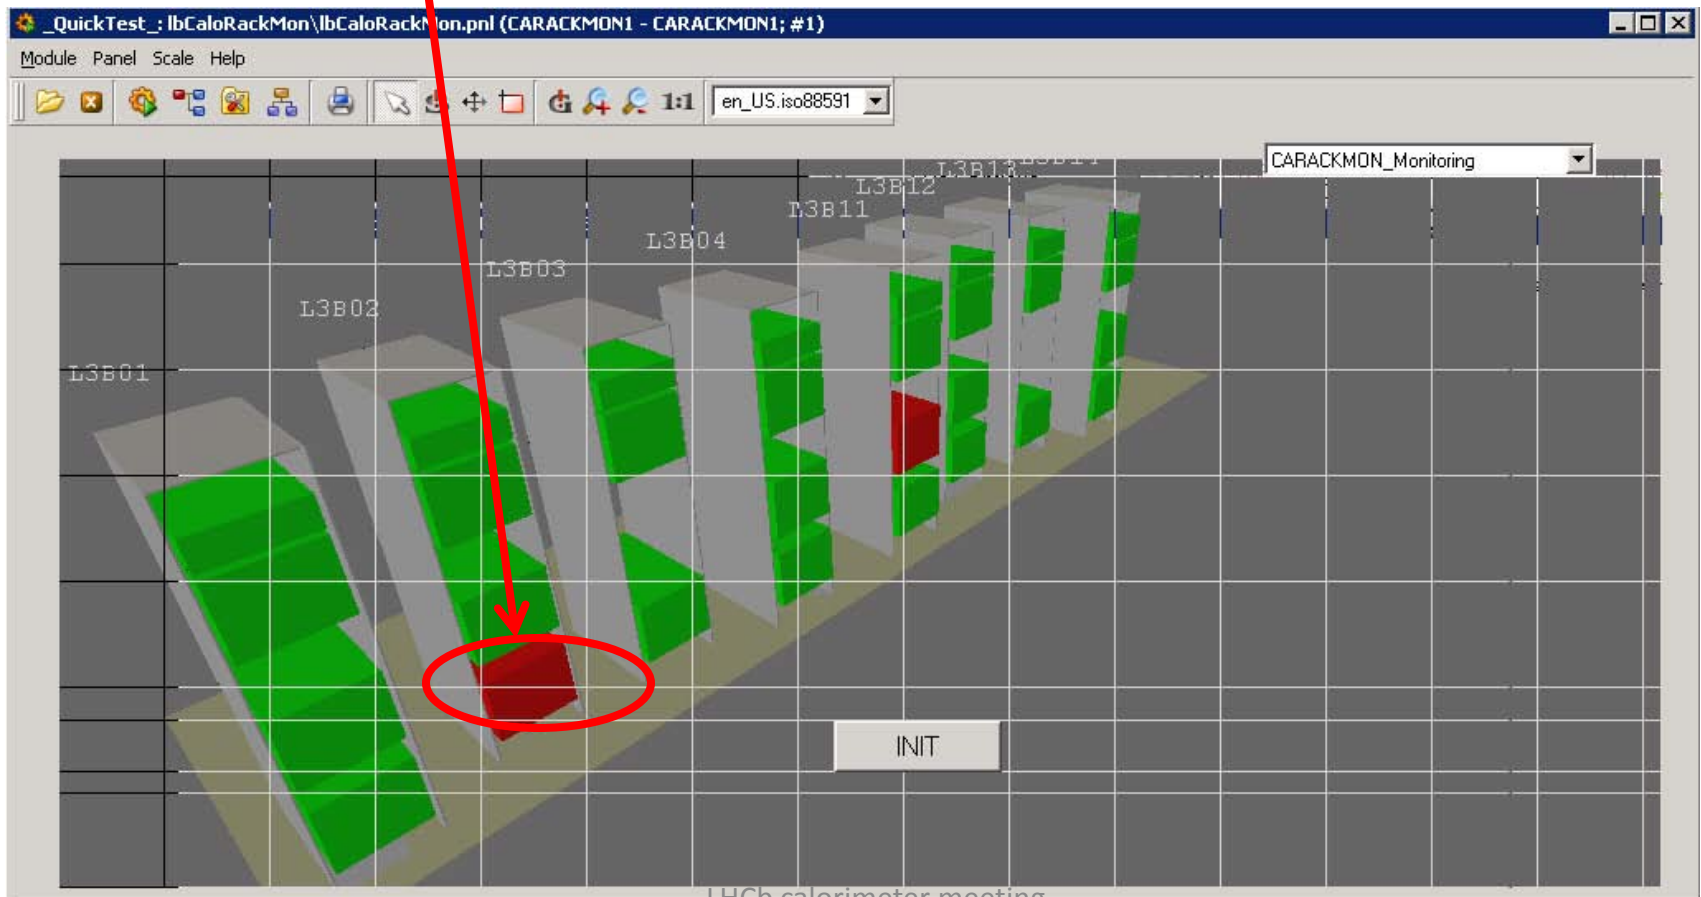 _QuickTest_: lbCaloRackMon\lbCaloRackMon.pnl (CARACKMON1 - CARACKMON1; #1)
Module Panel Scale Help
1:1 en_US.iso88591
CARACKMON_Monitoring
L3B13
L3B12
L3B11
L3B04
L3B03
L3B02
L3B01
INIT
LHCb calorimeter meeting